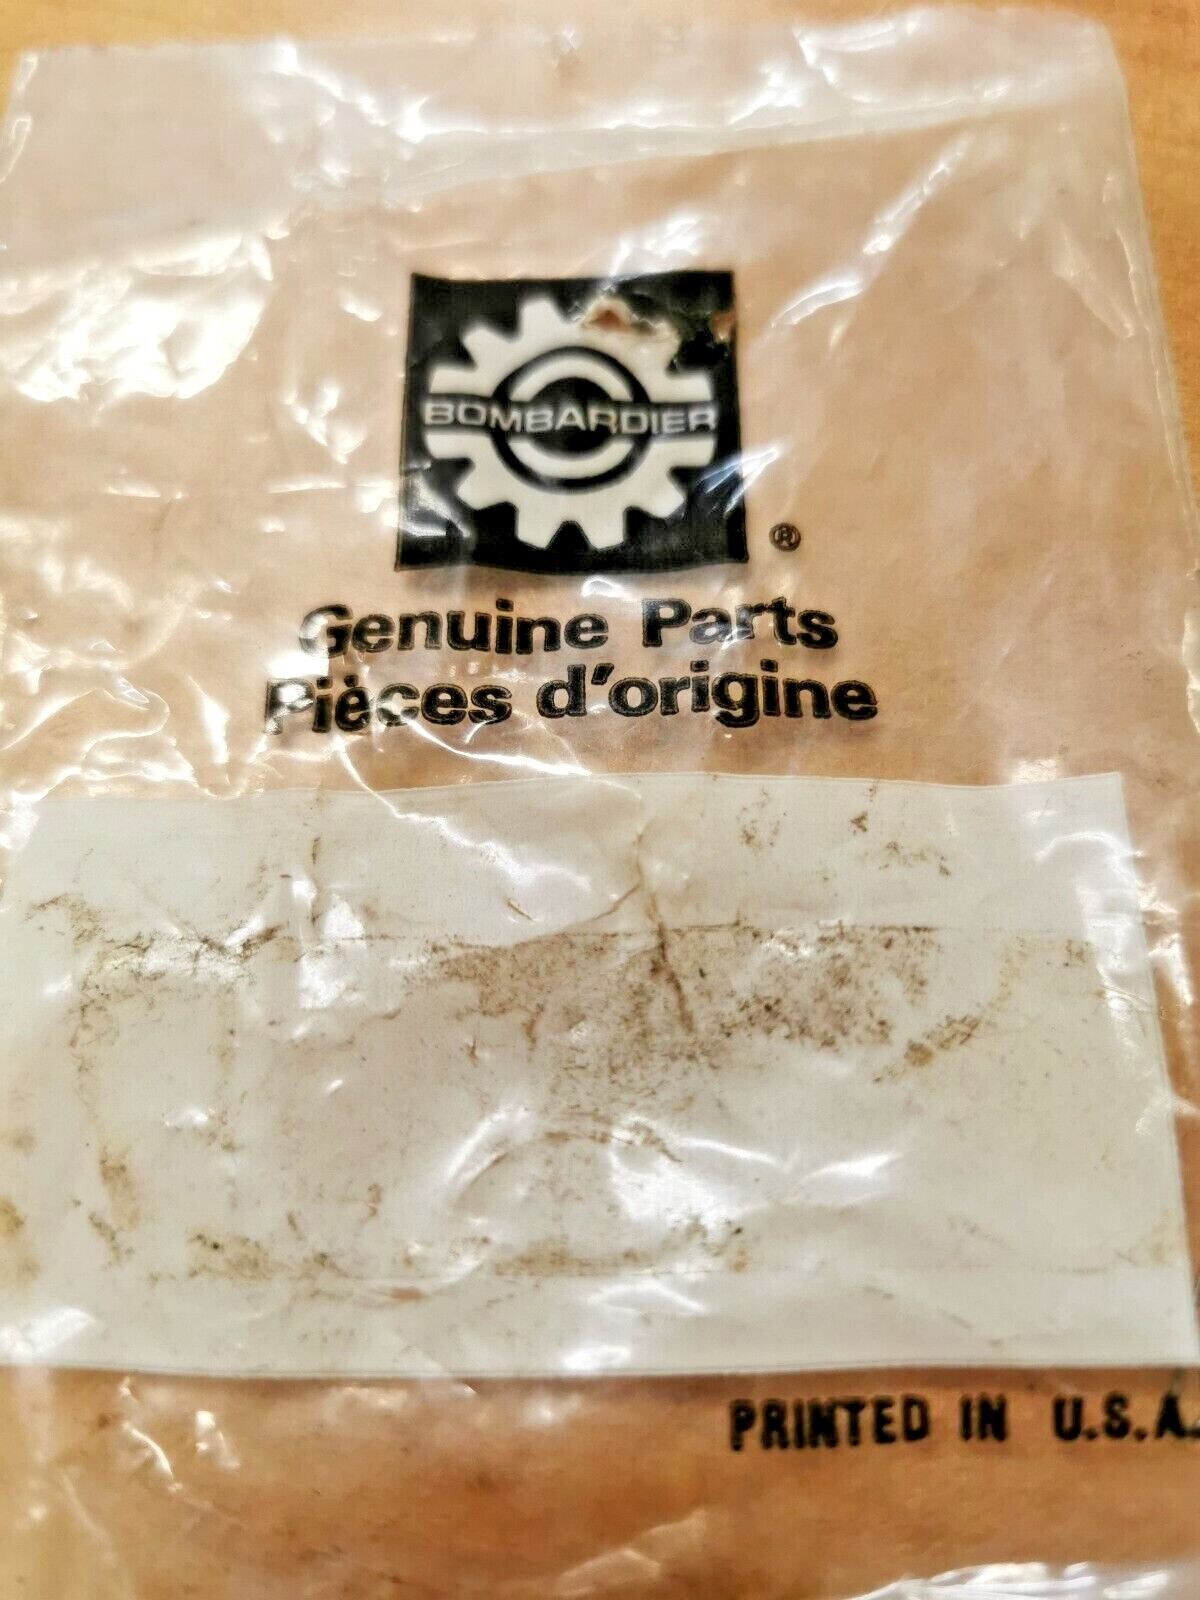 BOMBARDIER
®
Genuine Parts
Pièces d'origine
PRINTED IN U.S.A.